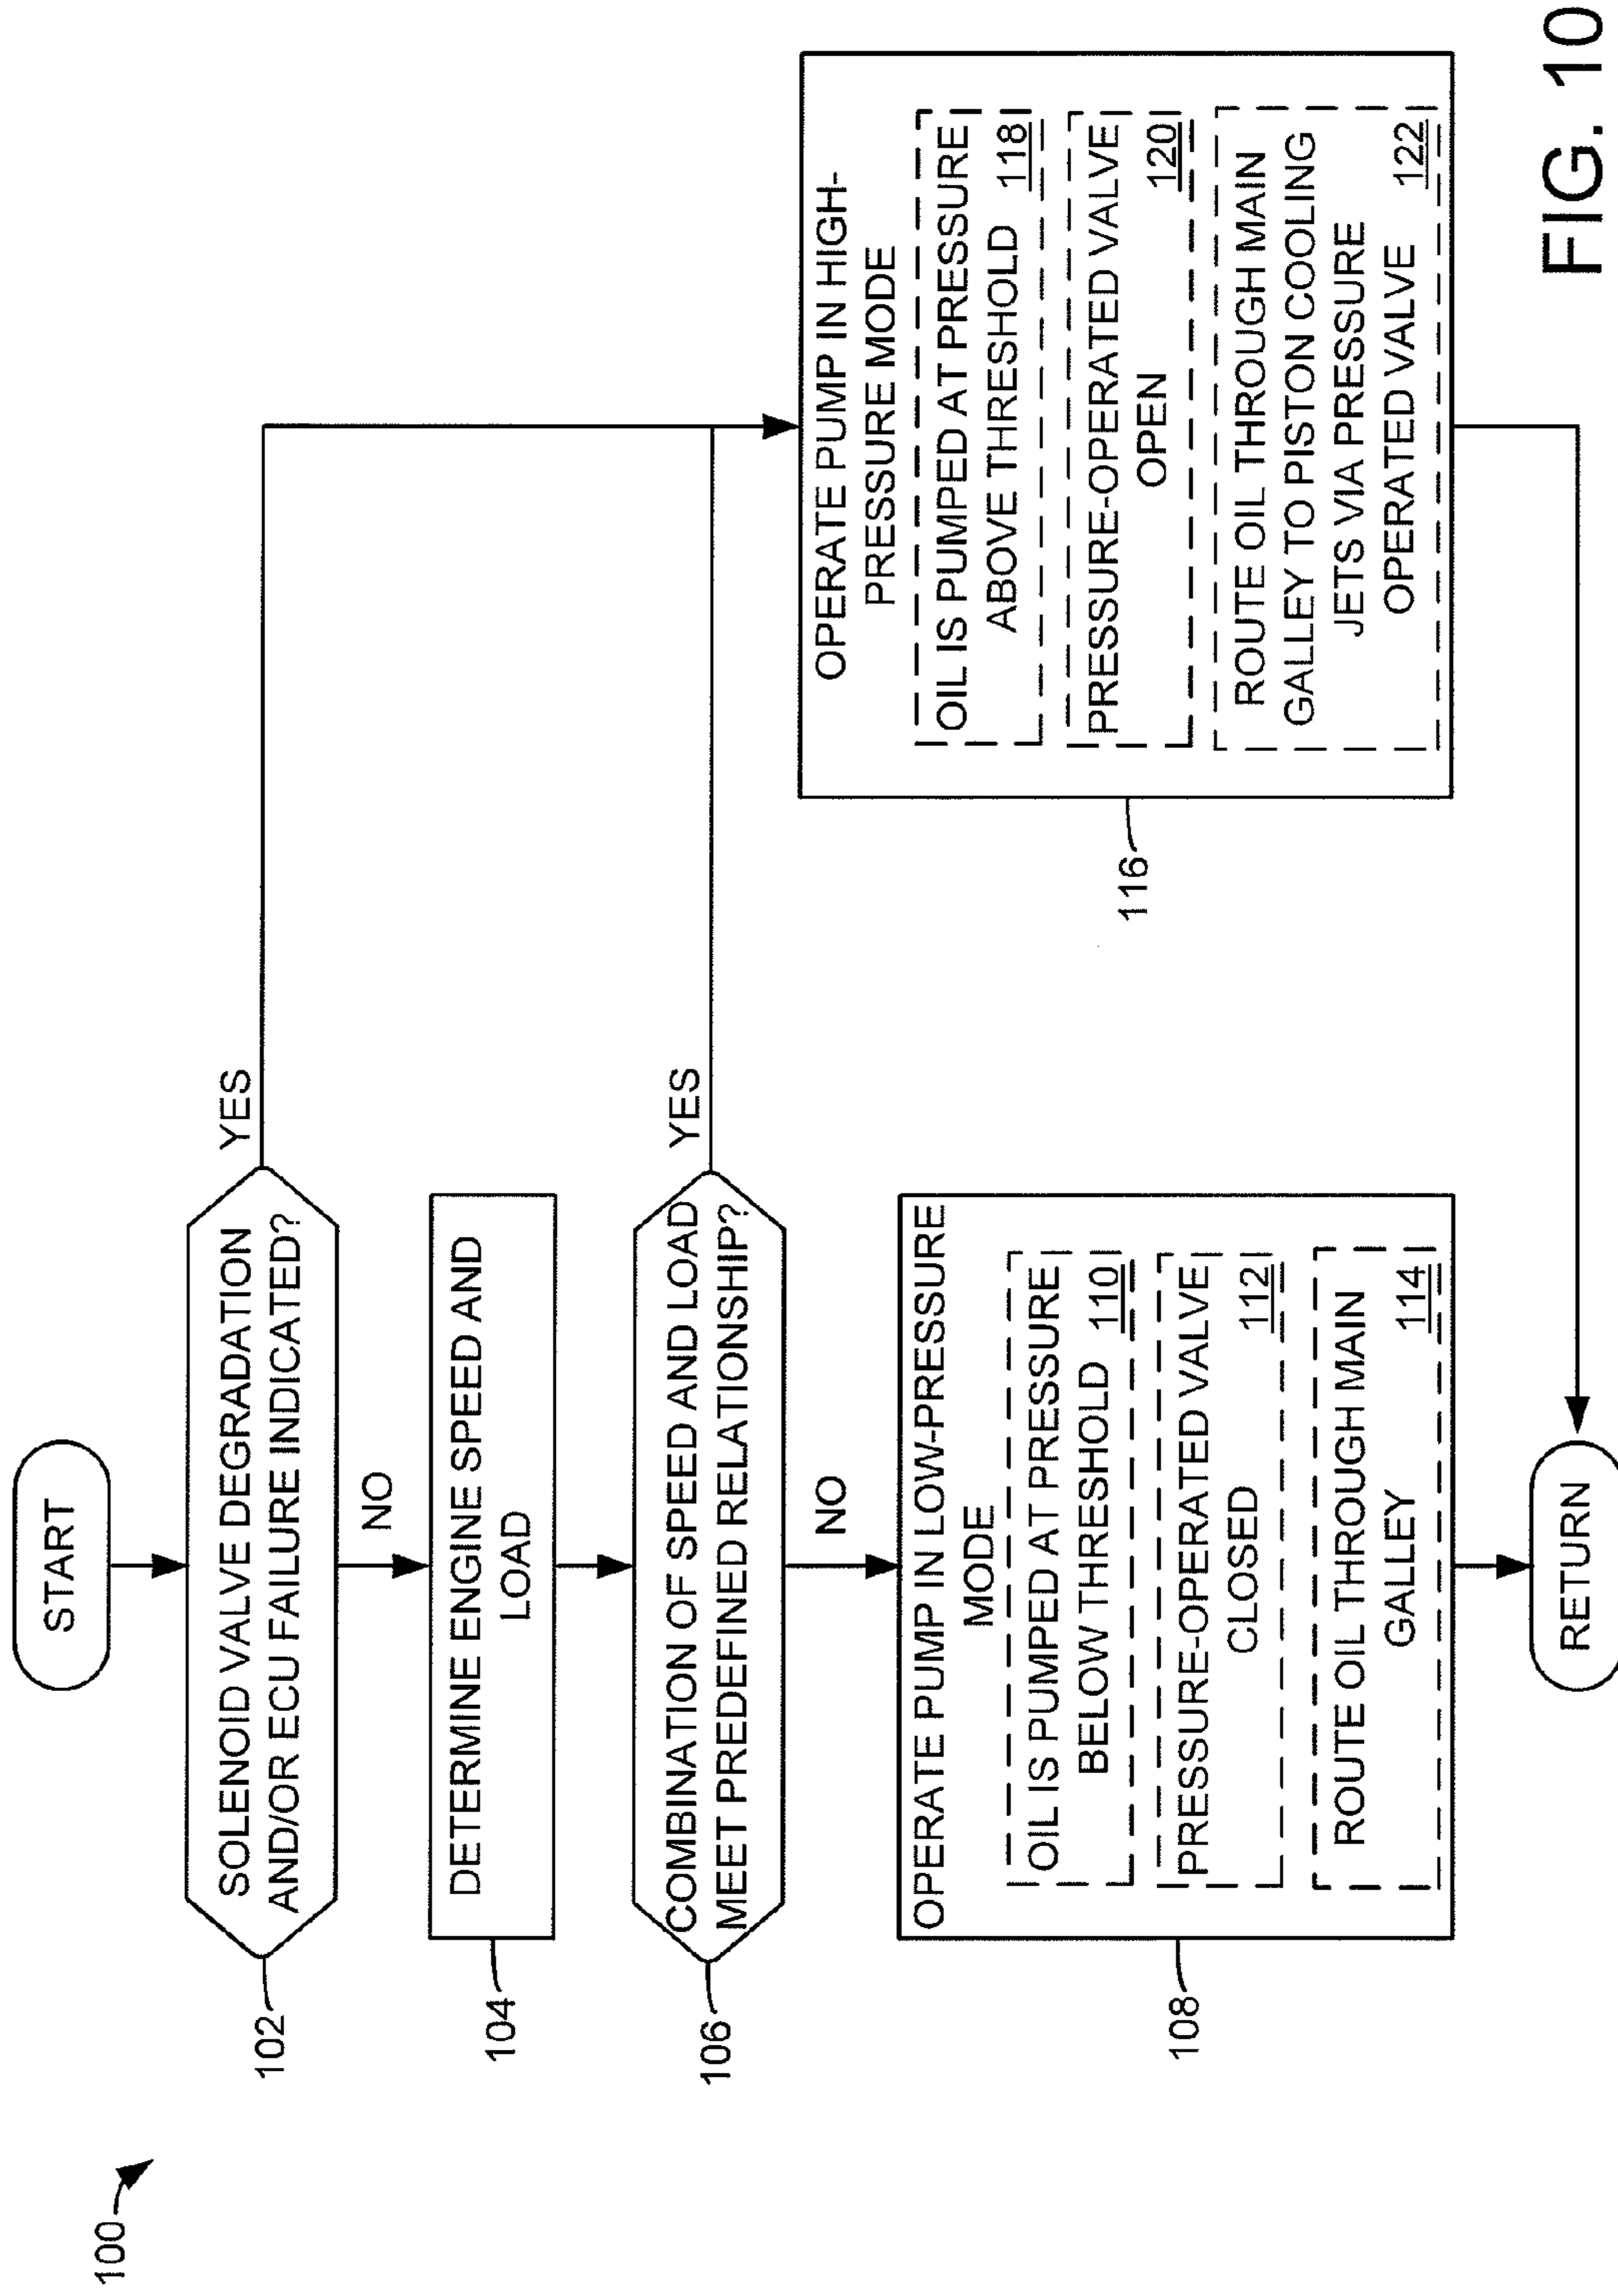 100
START
SOLENOID VALVE DEGRADATION
AND/OR ECU FAILURE INDICATED?
102
YES
NO
DETERMINE ENGINE SPEED AND
LOAD
104
COMBINATION OF SPEED AND LOAD
MEET PREDEFINED RELATIONSHIP?
106
YES
NO
OPERATE PUMP IN LOW-PRESSURE
MODE
OIL IS PUMPED AT PRESSURE
BELOW THRESHOLD 110
PRESSURE-OPERATED VALVE
CLOSED 112
ROUTE OIL THROUGH MAIN
GALLEY 114
108
OPERATE PUMP IN HIGH-
PRESSURE MODE
OIL IS PUMPED AT PRESSURE
ABOVE THRESHOLD 118
PRESSURE-OPERATED VALVE
OPEN 120
ROUTE OIL THROUGH MAIN
GALLEY TO PISTON COOLING
JETS VIA PRESSURE
OPERATED VALVE 122
116
RETURN
FIG. 10